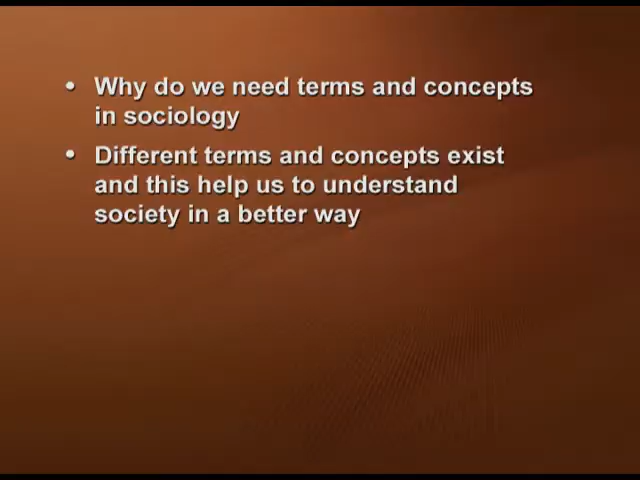 • Why do we need terms and concepts
in sociology
• Different terms and concepts exist
and this help us to understand
society in a better way